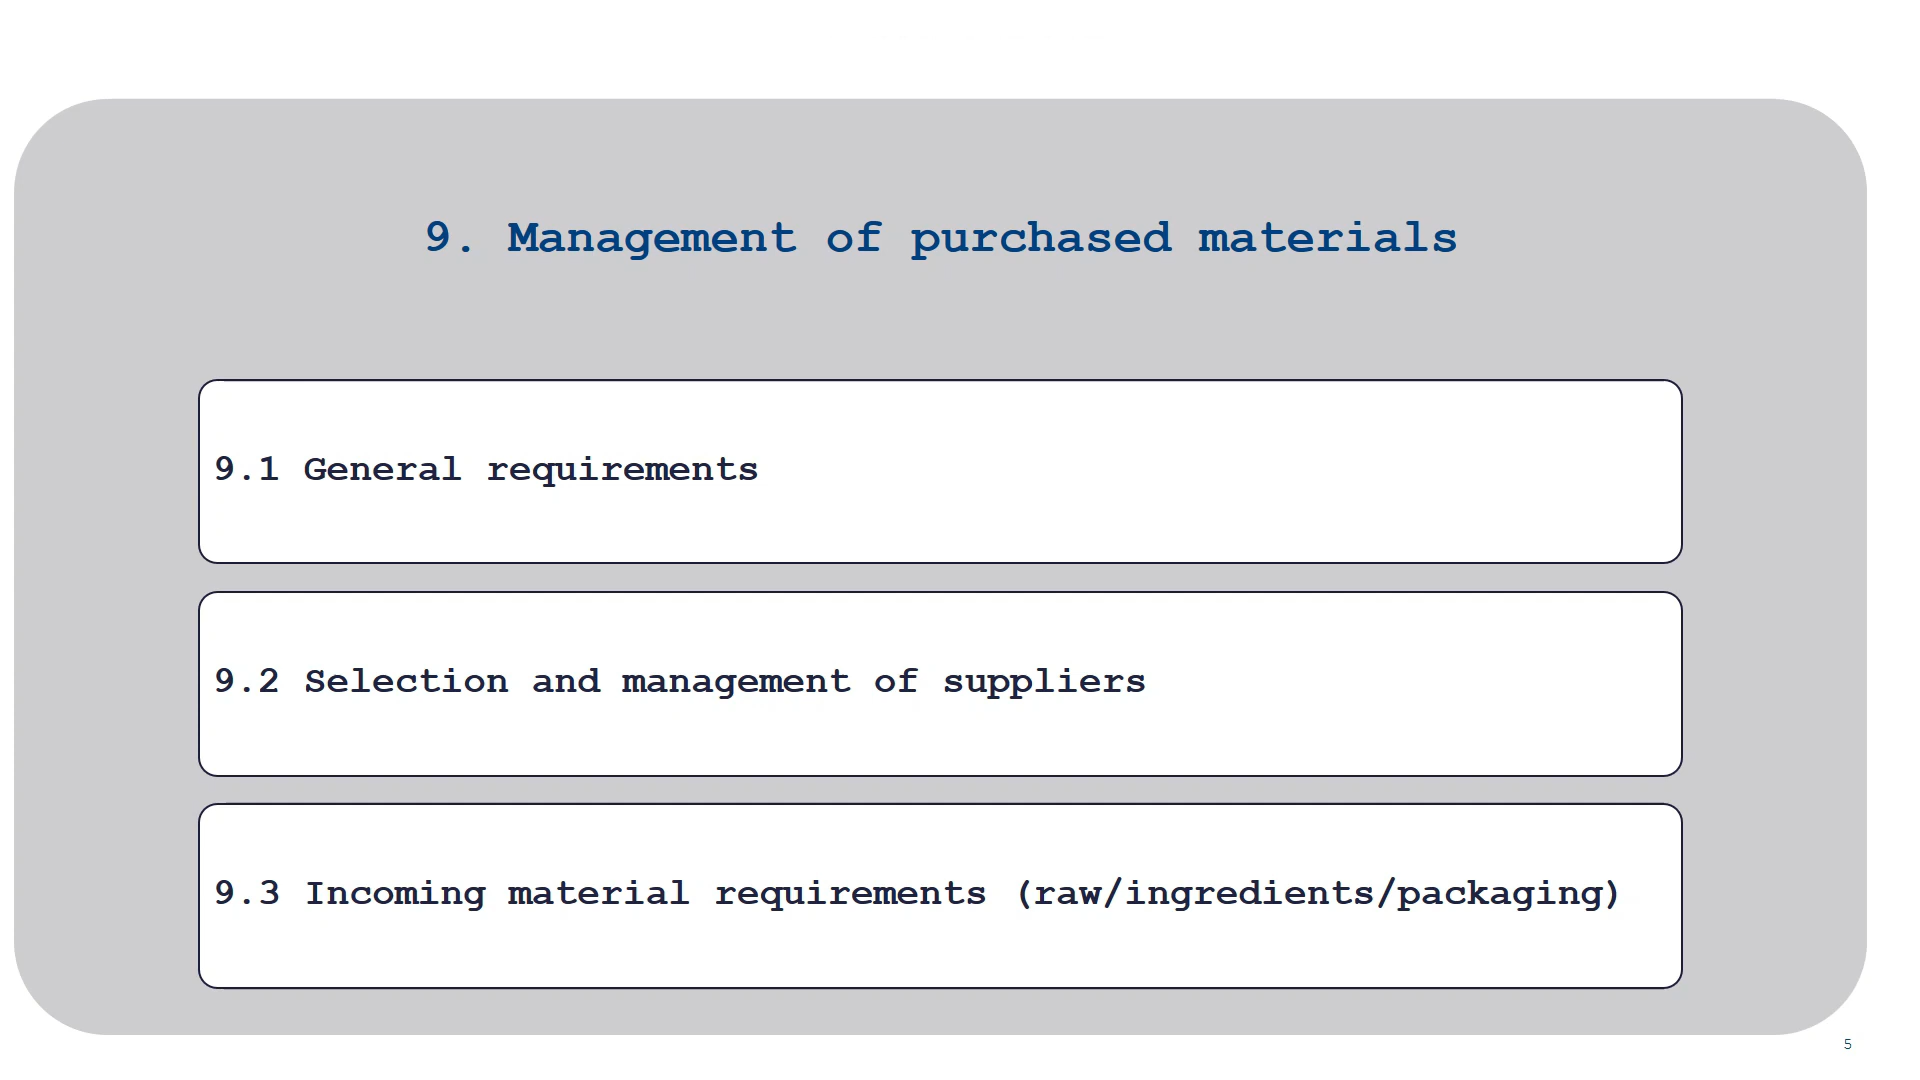 9. Management of purchased materials
9.1 General requirements
9.2 Selection and management of suppliers
9.3 Incoming material requirements (raw/ingredients/packaging)
5